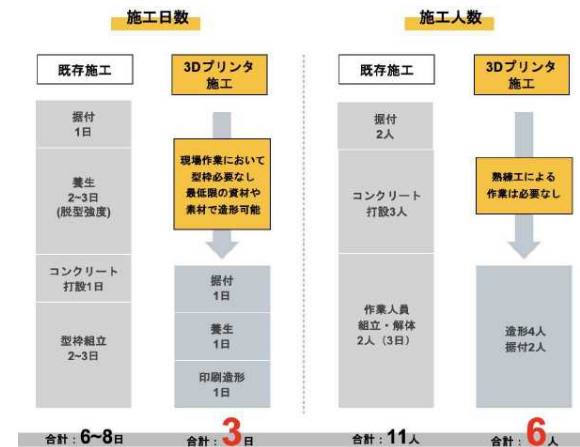 施工日数
既存施工
据付
1日
養生
2~3日
(脱型強度)
コンクリート
打設1日
型枠組立
2~3日
合計：6~8日
3Dプリンタ
施工
現場作業において
型枠必要なし
最低限の資材や
素材で造形可能
据付
1日
養生
1日
印刷造形
1日
合計：3日
施工人数
既存施工
据付
2人
コンクリート
打設3人
作業人員
組立・解体
2人（3日）
合計：11人
3Dプリンタ
施工
熟練工による
作業は必要なし
造形4人
据付2人
合計：6人